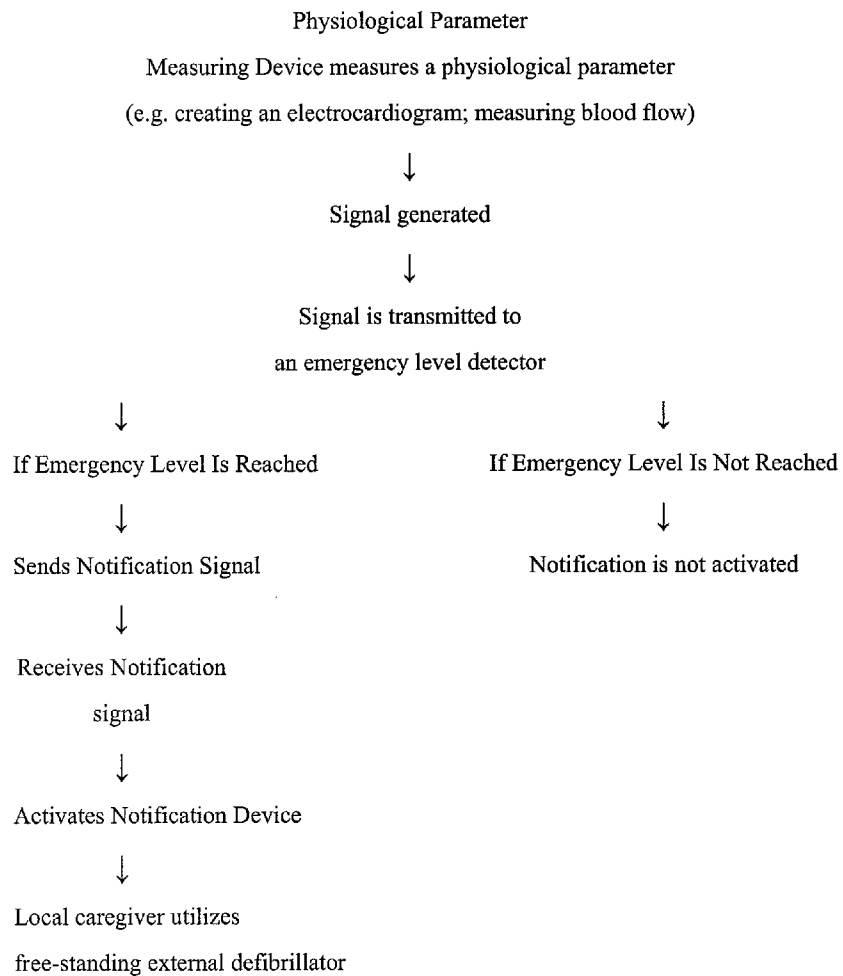 Physiological Parameter
Measuring Device measures a physiological parameter
(e.g. creating an electrocardiogram; measuring blood flow)
↓
Signal generated
↓
Signal is transmitted to
an emergency level detector
↓ ↓
If Emergency Level Is Reached If Emergency Level Is Not Reached
↓ ↓
Sends Notification Signal Notification is not activated
↓
Receives Notification
signal
↓
Activates Notification Device
↓
Local caregiver utilizes
free-standing external defibrillator